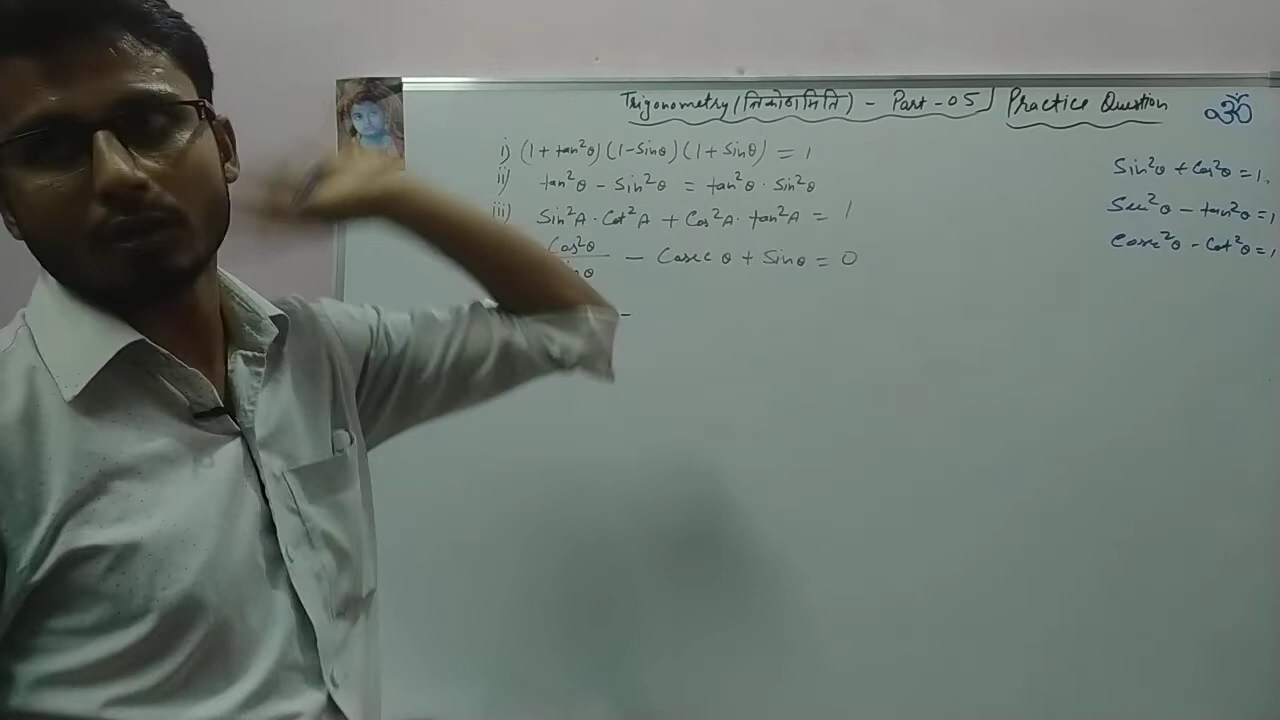 Trigonometry (त्रिकोणमिति) - Part - 05 / Practice Question ॐ
i) (1 + tan²θ) (1 - Sinθ) (1 + Sinθ) = 1
ii) tan²θ - Sin²θ = tan²θ · Sin²θ
iii) Sin²A · Cot²A + Cos²A · tan²A = 1
Cos²θ / Sinθ - Cosec θ + Sinθ = 0
Sin²θ + Cos²θ = 1.
Sec²θ - tan²θ = 1
Cosec²θ - Cot²θ = 1